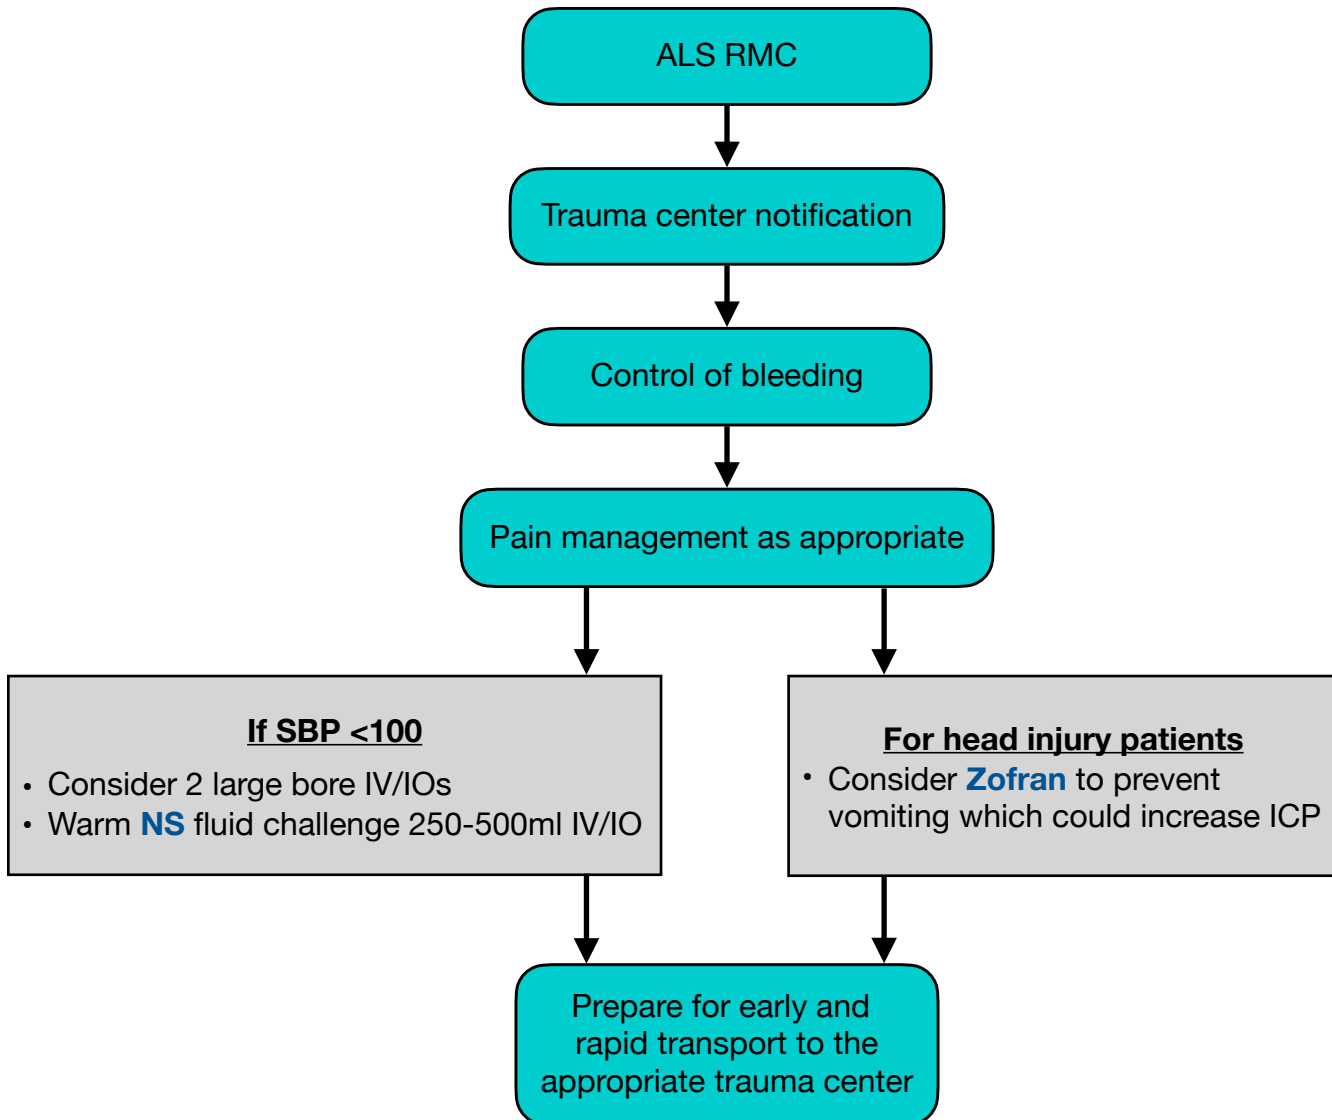 ALS RMC
Trauma center notification
Control of bleeding
Pain management as appropriate
If SBP <100
• Consider 2 large bore IV/IOs
• Warm NS fluid challenge 250-500ml IV/IO
For head injury patients
• Consider Zofran to prevent
vomiting which could increase ICP
Prepare for early and
rapid transport to the
appropriate trauma center